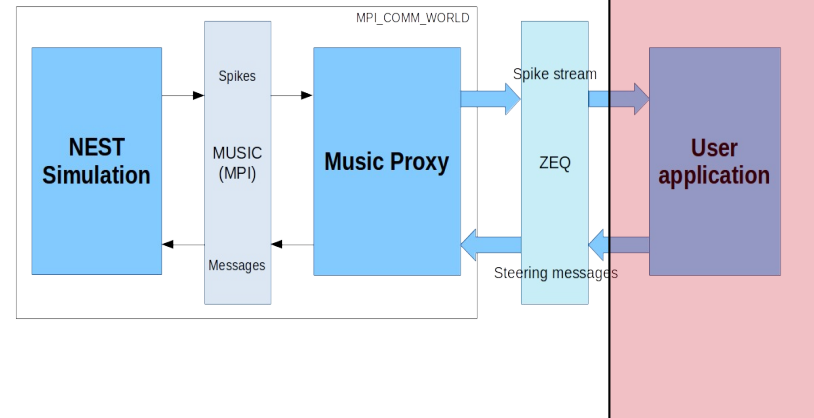 MPI_COMM_WORLD
NEST
Simulation
Spikes
MUSIC
(MPI)
Messages
Music Proxy
Spike stream
ZEQ
Steering messages
User
application